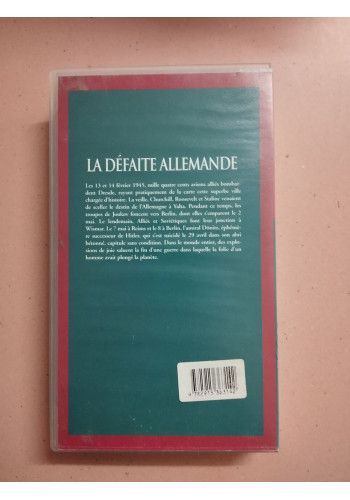 LA DÉFAITE ALLEMANDE
Les 13 et 14 février 1945, mille quatre cents avions alliés bombar-
dent Dresde, rayant pratiquement de la carte cette superbe ville
chargée d'histoire. La veille, Churchill, Roosevelt et Staline venaient
de sceller le destin de l'Allemagne à Yalta. Pendant ce temps, les
troupes de Joukov foncent vers Berlin, dont elles s'emparent le 2
mai. Le lendemain, Alliés et Soviétiques font leur jonction à
Wismar. Le 7 mai à Reims et le 8 à Berlin, l'amiral Dönitz, éphémè-
re successeur de Hitler, qui s'est suicidé le 29 avril dans son abri
bétonné, capitule sans condition. Dans le monde entier, des explo-
sions de joie saluent la fin d'une guerre dans laquelle la folie d'un
homme avait plongé la planète.